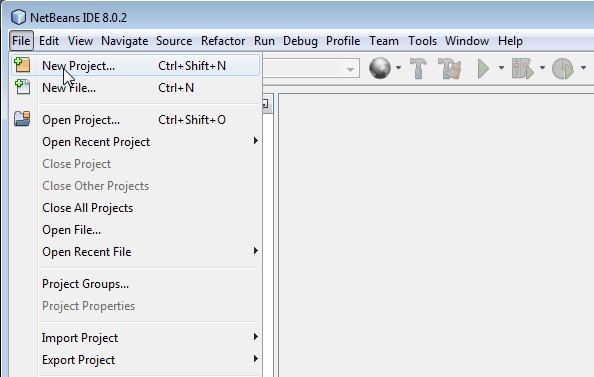 NetBeans IDE 8.0.2
File Edit View Navigate Source Refactor Run Debug Profile Team Tools Window Help
New Project... Ctrl+Shift+N
New File... Ctrl+N
Open Project... Ctrl+Shift+O
Open Recent Project
Close Project
Close Other Projects
Close All Projects
Open File...
Open Recent File
Project Groups...
Project Properties
Import Project
Export Project